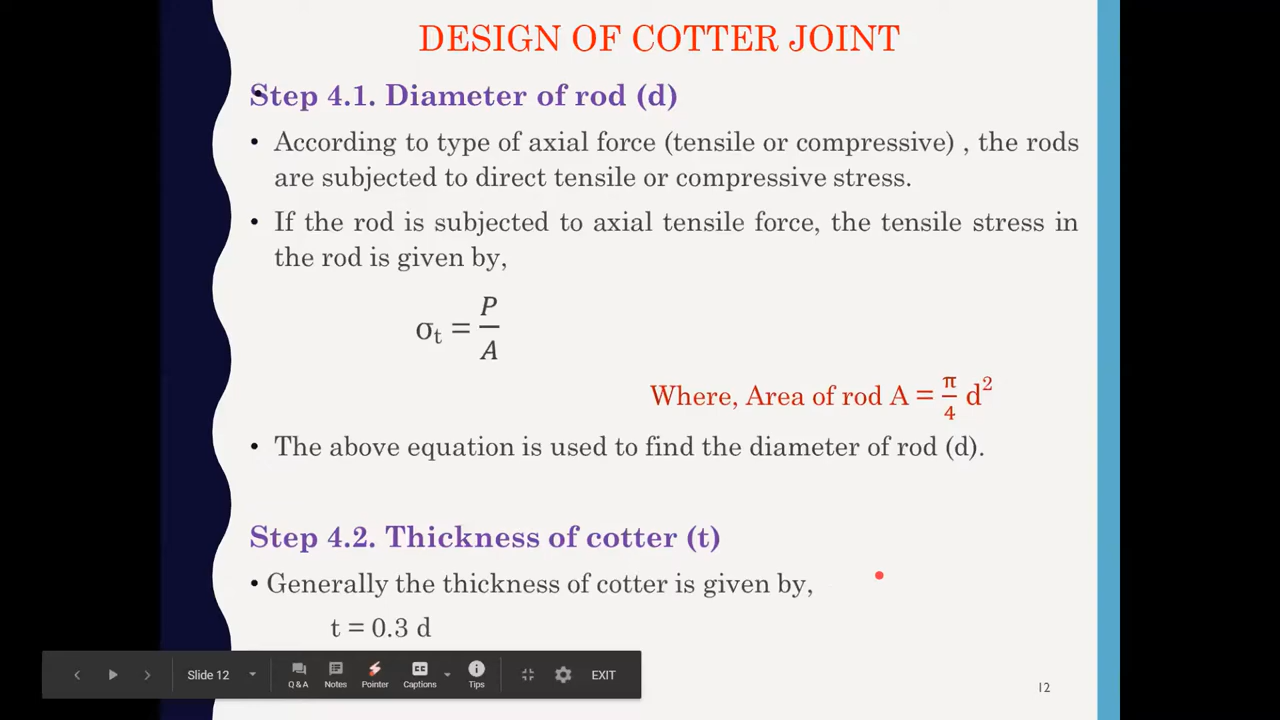 DESIGN OF COTTER JOINT
Step 4.1. Diameter of rod (d)
• According to type of axial force (tensile or compressive) , the rods
are subjected to direct tensile or compressive stress.
• If the rod is subjected to axial tensile force, the tensile stress in
the rod is given by,
σt = P/A
Where, Area of rod A = π/4 d²
• The above equation is used to find the diameter of rod (d).
Step 4.2. Thickness of cotter (t)
• Generally the thickness of cotter is given by,
t = 0.3 d
Slide 12
Q & A
Notes
Pointer
CC
Captions
Tips
EXIT
12